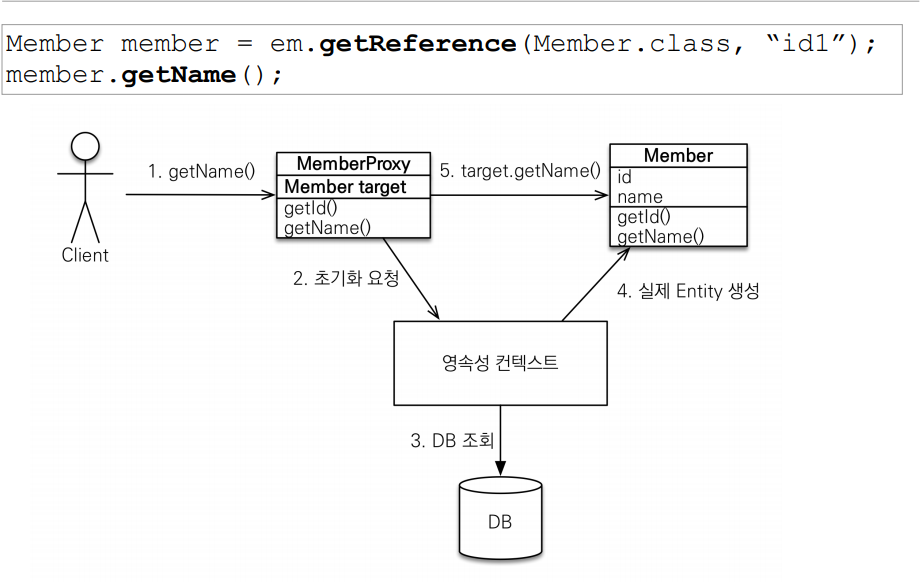 Member member = em.getReference(Member.class, “id1”);
member.getName();
1. getName()
MemberProxy
Member target
getId()
getName()
5. target.getName()
Member
id
name
getId()
getName()
Client
2. 초기화 요청
4. 실제 Entity 생성
영속성 컨텍스트
3. DB 조회
DB